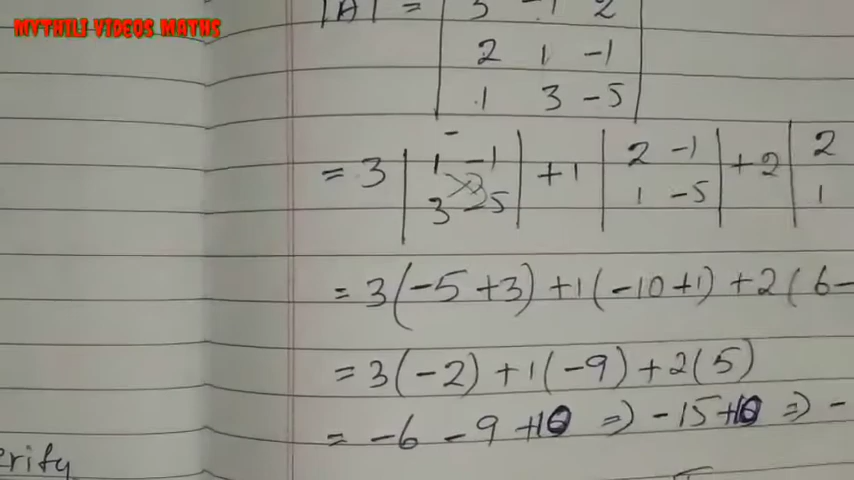 MYTHILI VIDEOS MATHS
|A| = | 3 -1 2
2 1 -1
1 3 -5 |
= 3 | 1 -1 | + 1 | 2 -1 | + 2 | 2
3 -5 | 1 -5 | 1
= 3(-5+3) +1(-10+1) +2(6-
= 3(-2) +1(-9) +2(5)
= -6 -9 +10 ⇒ -15+10 ⇒ -
erify